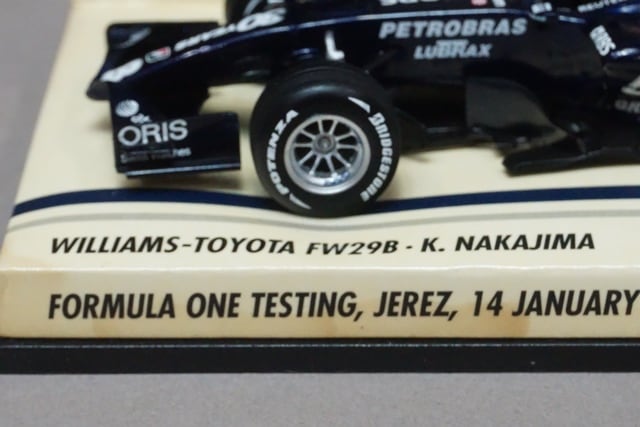 PETROBRAS
LUBRAX
ORIS
POTENZA
BRIDGESTONE
WILLIAMS-TOYOTA FW29B · K. NAKAJIMA
FORMULA ONE TESTING, JEREZ, 14 JANUARY